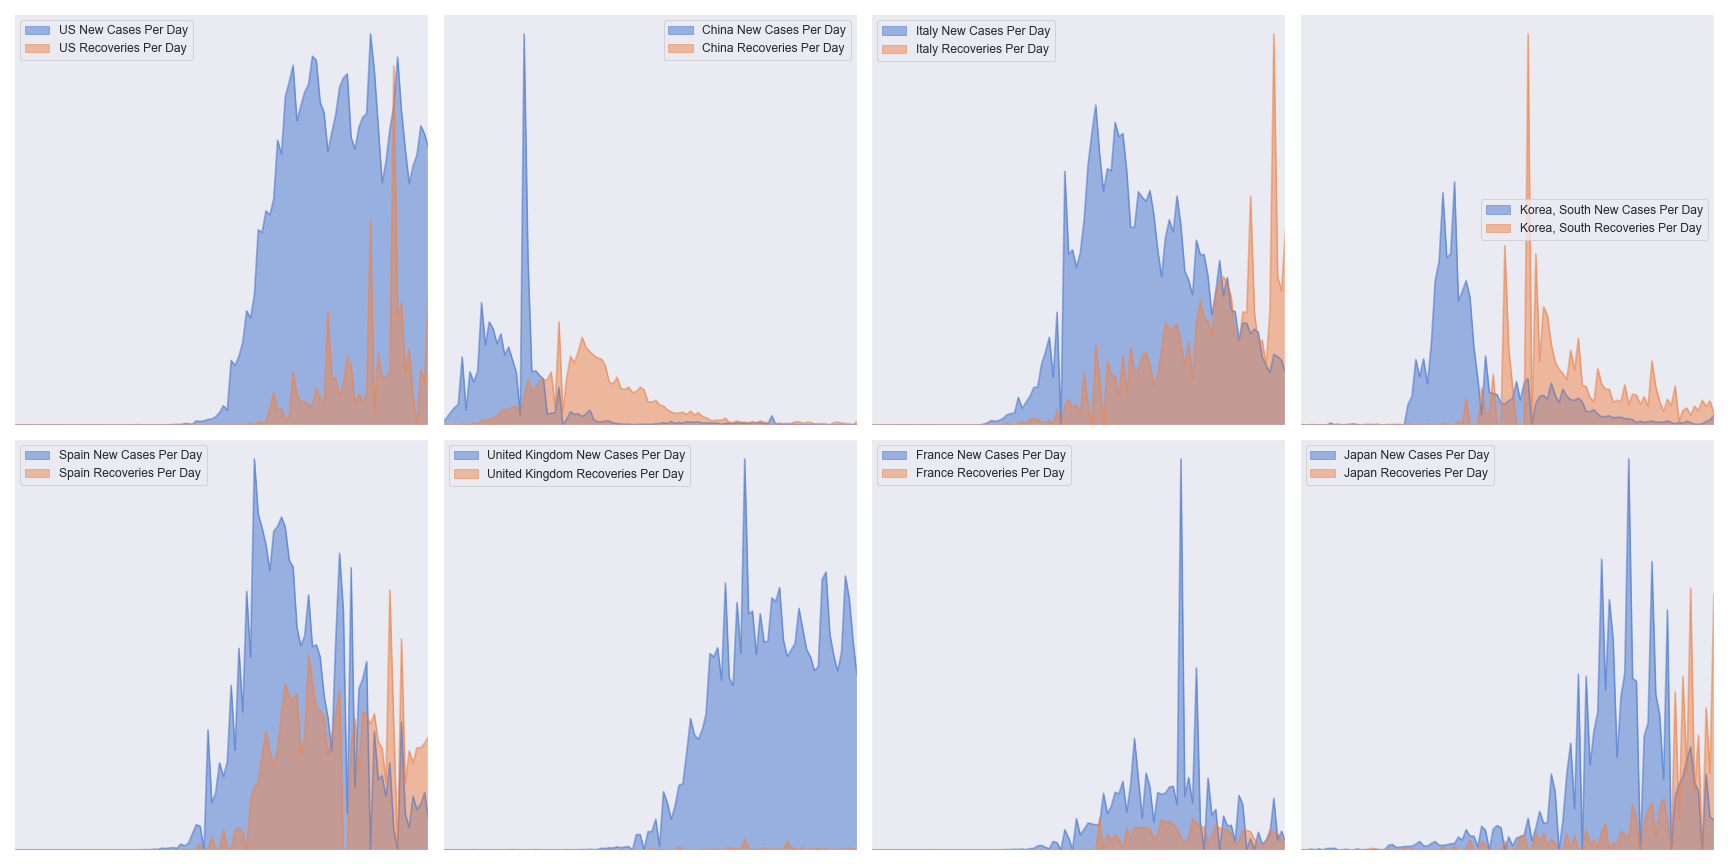 US New Cases Per Day
US Recoveries Per Day
China New Cases Per Day
China Recoveries Per Day
Italy New Cases Per Day
Italy Recoveries Per Day
Korea, South New Cases Per Day
Korea, South Recoveries Per Day
Spain New Cases Per Day
Spain Recoveries Per Day
United Kingdom New Cases Per Day
United Kingdom Recoveries Per Day
France New Cases Per Day
France Recoveries Per Day
Japan New Cases Per Day
Japan Recoveries Per Day